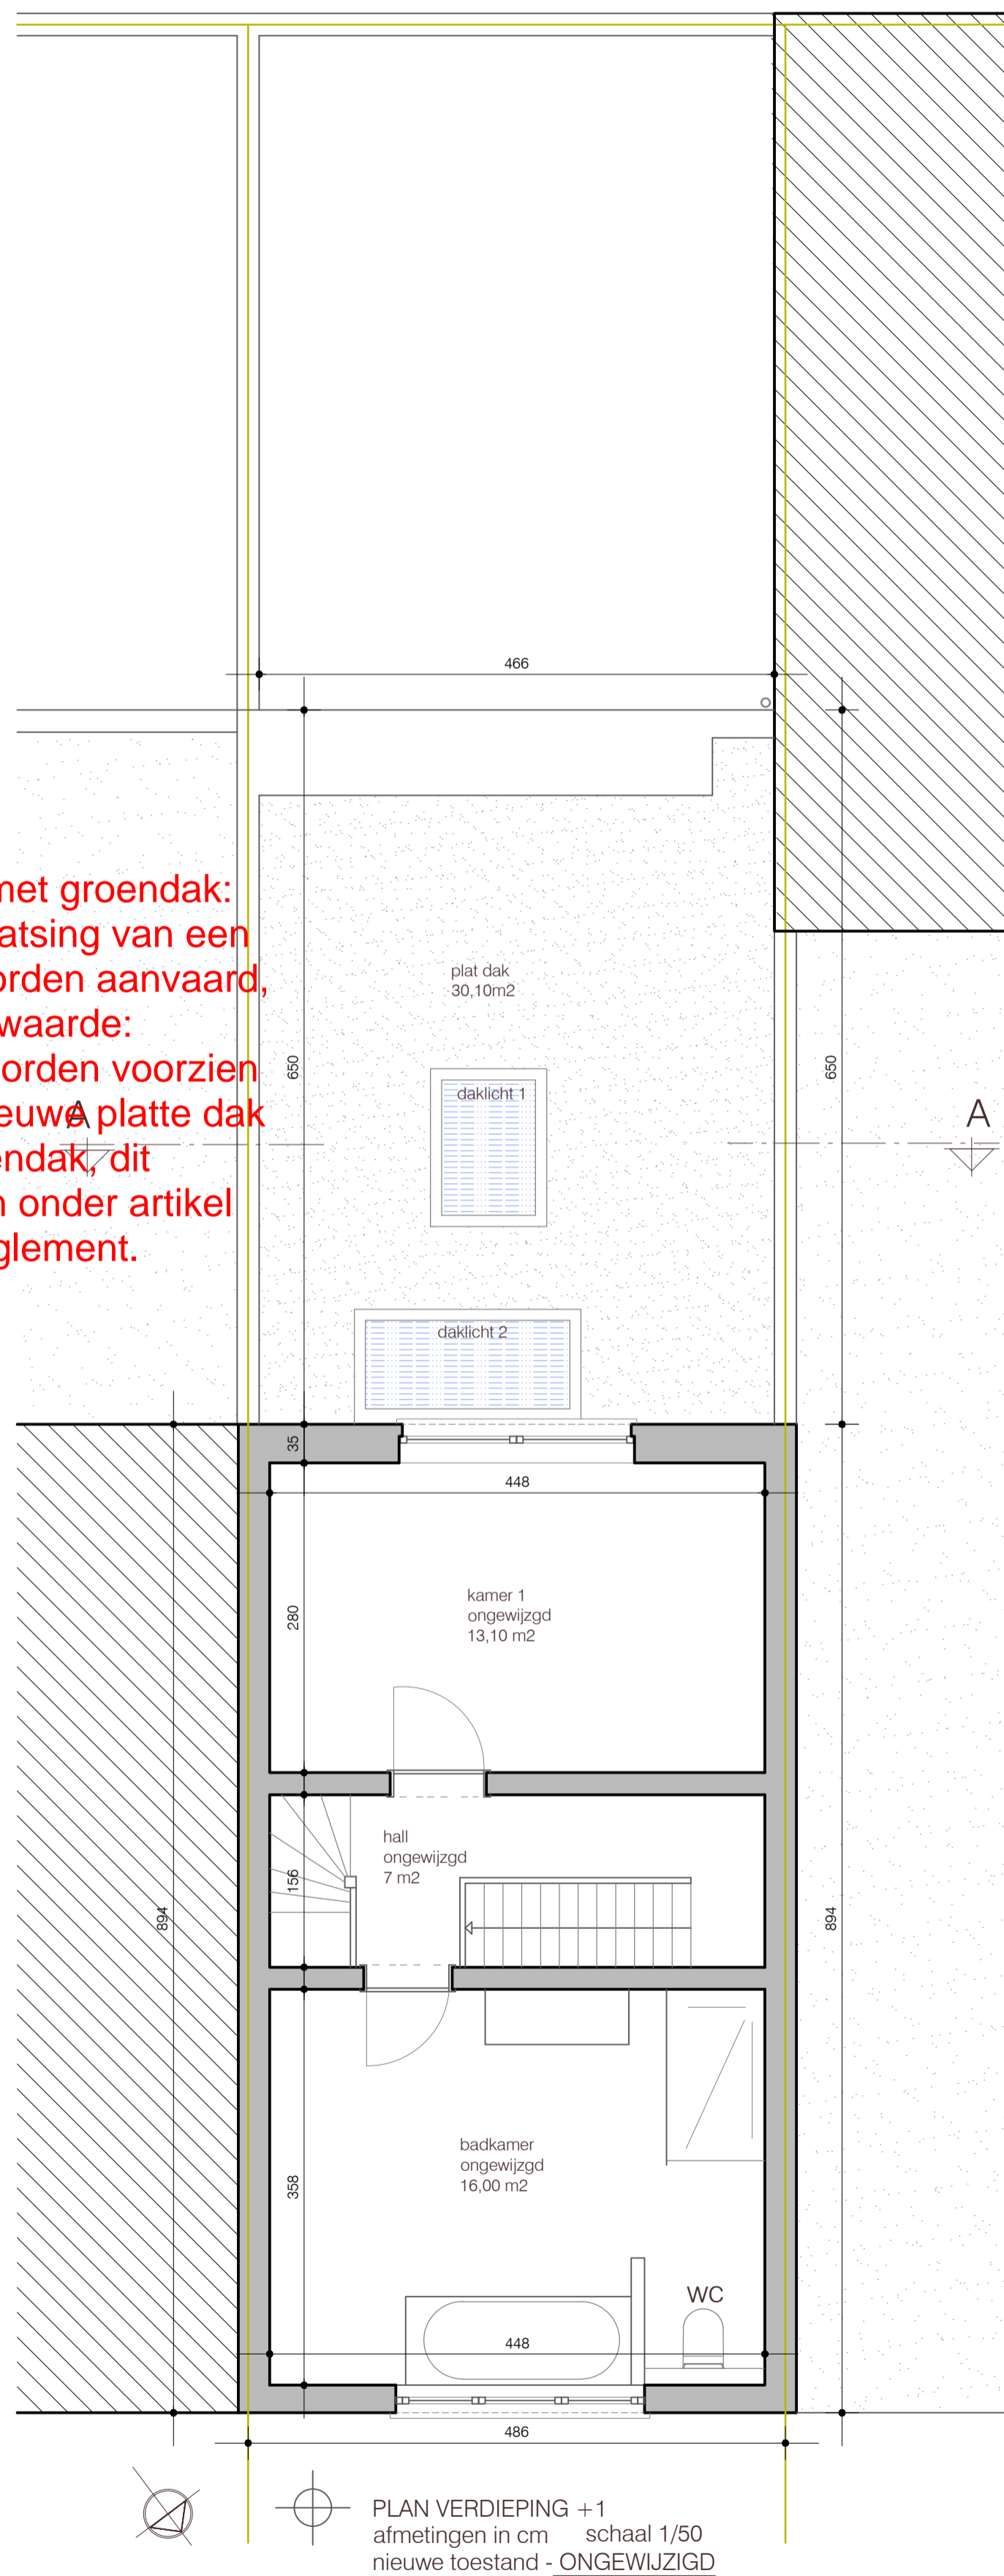 466
met groendak:
atsing van een
orden aanvaard,
waarde:
orden voorzien
euwe platte dak
endak, dit
n onder artikel
glement.
plat dak
30,10m2
650
650
daklicht 1
A
A
daklicht 2
35
448
kamer 1
ongewijzgd
13,10 m2
280
hall
ongewijzgd
7 m2
156
894
894
badkamer
ongewijzgd
16,00 m2
358
WC
448
486
PLAN VERDIEPING +1
afmetingen in cm schaal 1/50
nieuwe toestand - ONGEWIJZIGD